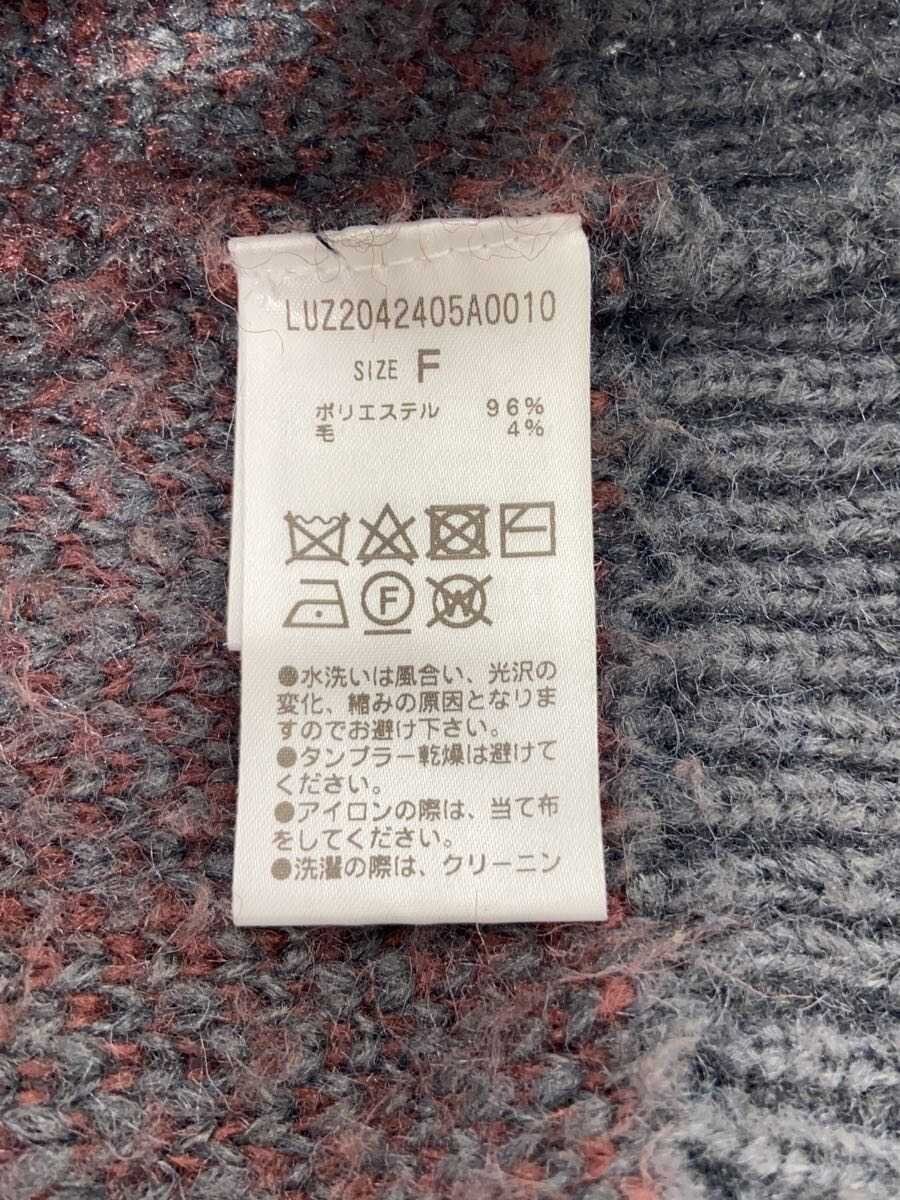 LUZ2042405A0010
SIZE F
ポリエステル 96%
毛 4%
F
W
●水洗いは風合い、光沢の
変化、縮みの原因となりま
すのでお避け下さい。
●タンブラー乾燥は避けて
ください。
●アイロンの際は、当て布
をしてください。
●洗濯の際は、クリーニン